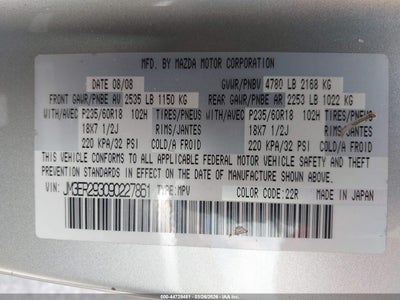 MFD. BY MAZDA MOTOR CORPORATION
DATE 08/08 GVWR/PNBV 4780 LB 2168 KG
FRONT GAWR/PNBE AV 2535 LB 1150 KG REAR GAWR/PNBE AR 2253 LB 1022 KG
WITH/AVEC P235/60R18 102H TIRES/PNEUS WITH/AVEC P235/60R18 102H TIRES/PNEUS
18X7 1/2J RIMS/JANTES 18X7 1/2J RIMS/JANTES
220 KPA/32 PSI COLD/A FROID 220 KPA/32 PSI COLD/A FROID
THIS VEHICLE CONFORMS TO ALL APPLICABLE FEDERAL MOTOR VEHICLE SAFETY AND THEFT
PREVENTION STANDARDS IN EFFECT ON THE DATE OF MANUFACTURE SHOWN ABOVE.
VIN: JM3ER293090227861 TYPE:MPV COLOR CODE:22R MADE IN JAPAN
000-44728481 - 03/26/2026 - IAA Inc.